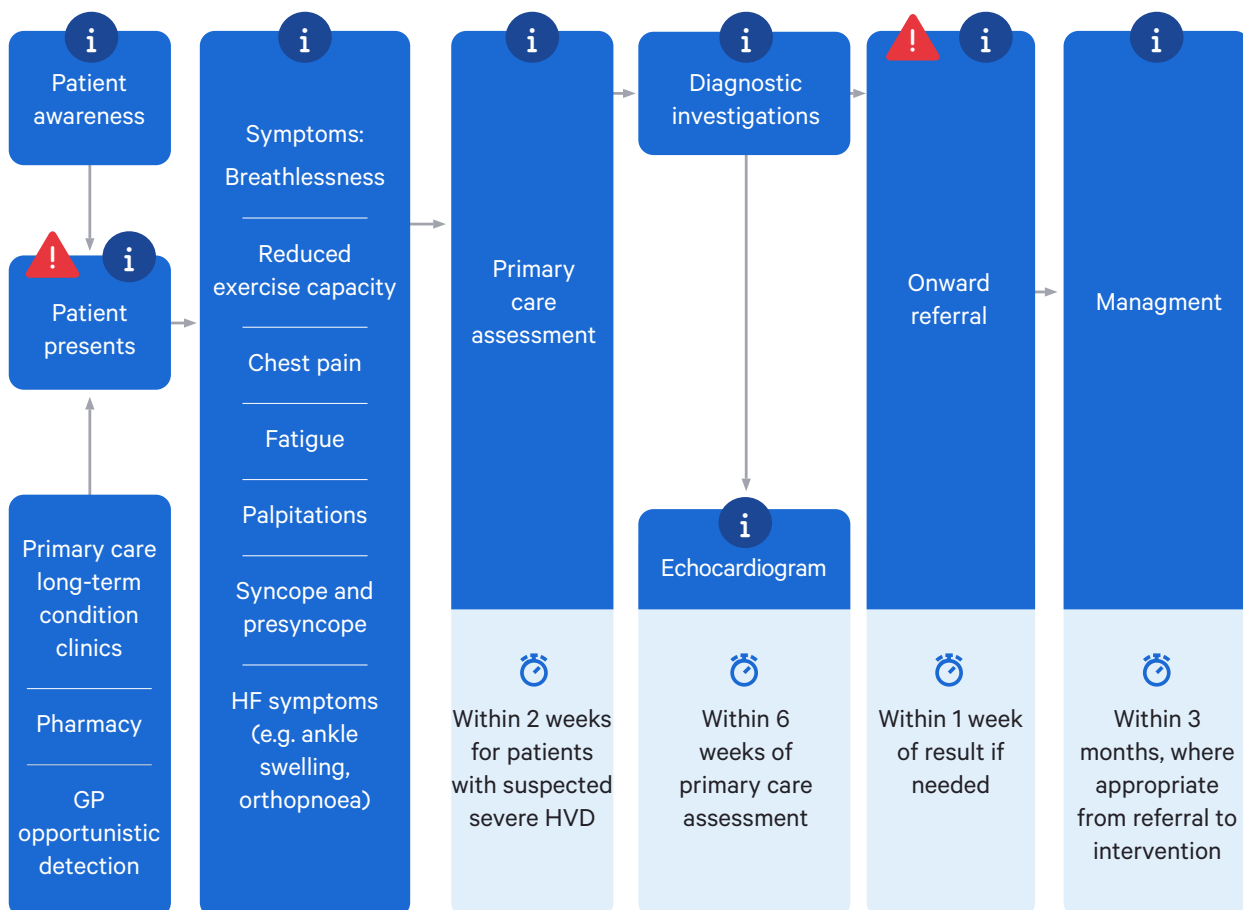 Patient
awareness
Patient
presents
Primary care
long-term
condition
clinics
Pharmacy
GP
opportunistic
detection
Symptoms:
Breathlessness
Reduced
exercise capacity
Chest pain
Fatigue
Palpitations
Syncope and
presyncope
HF symptoms
(e.g. ankle
swelling,
orthopnoea)
Primary
care
assessment
Within 2 weeks
for patients
with suspected
severe HVD
Diagnostic
investigations
Echocardiogram
Within 6
weeks of
primary care
assessment
Onward
referral
Within 1 week
of result if
needed
Managment
Within 3
months, where
appropriate
from referral to
intervention